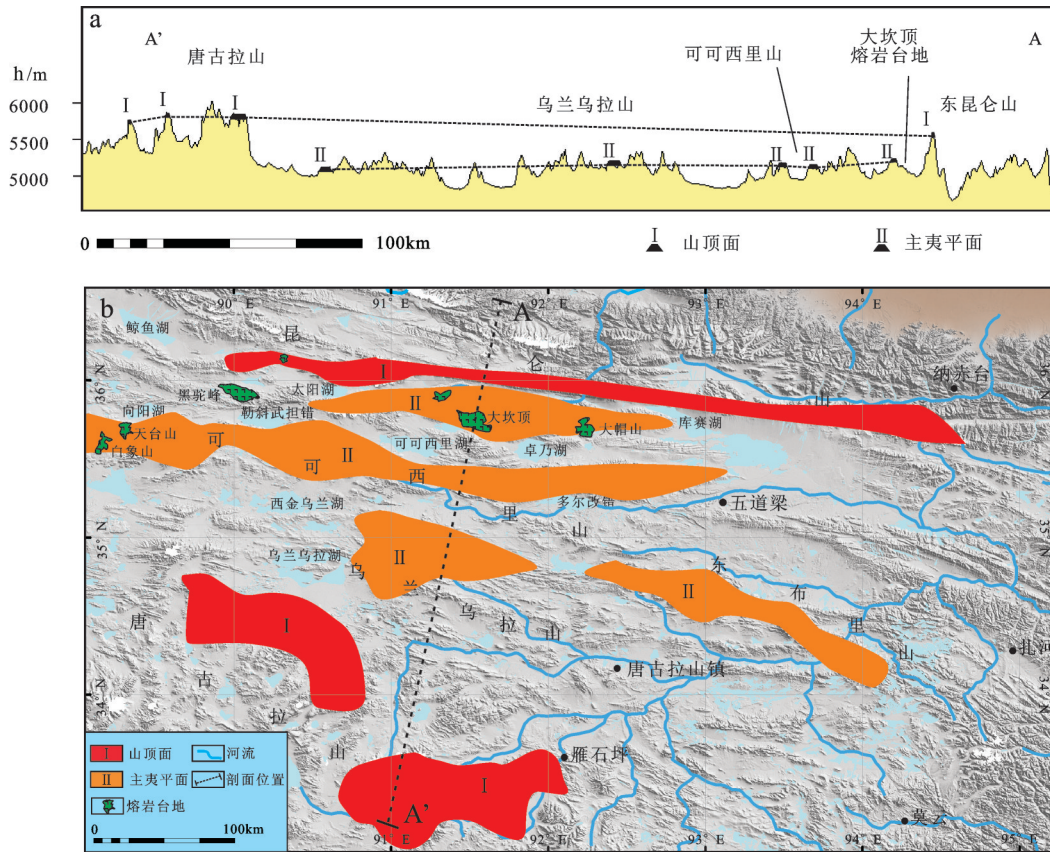 a
A' 唐古拉山 乌兰乌拉山 可可西里山 大坎顶 熔岩台地 东昆仑山 A
h/m
6000
5500
5000
I I I I
II II II II II
0 100km I 山顶面 II 主夷平面
b
90° E 91° E 92° E 93° E 94° E
A
鲸鱼湖 昆 仑
36° N 36° N
I 纳赤台
黑驼峰 太阳湖 山
向阳湖 勒斜武担错 II 大坎顶 大帽山 库赛湖
天台山 可
白象山 可 II 可可西里湖 卓乃湖
西
西金乌兰湖 里 多尔改错 五道梁
山
35° N 35° N
乌兰乌拉湖 II 东
乌 兰 II 布
唐 I 乌 拉 山 里
山
古 唐古拉山镇 扎河
34° N 34° N
拉
山 雁石坪
I
A'
莫云
I 山顶面 河流
II 主夷平面 剖面位置
熔岩台地
0 100km
91° E 92° E 93° E 94° E 95° E